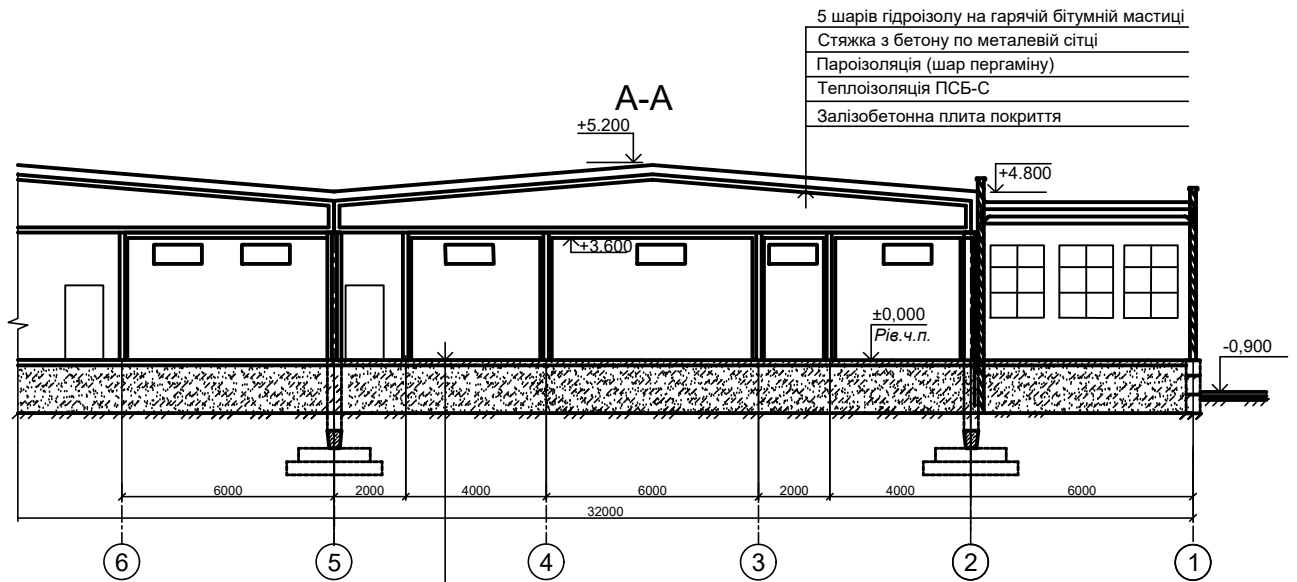 5 шарів гідроізолу на гарячій бітумній мастиці
Стяжка з бетону по металевій сітці
Пароізоляція (шар пергаміну)
Теплоізоляція ПСБ-С
Залізобетонна плита покриття
А-А
+5.200
+4.800
+3.600
±0,000
Рів.ч.п.
-0,900
6000 2000 4000 6000 2000 4000 6000
32000
6 5 4 3 2 1